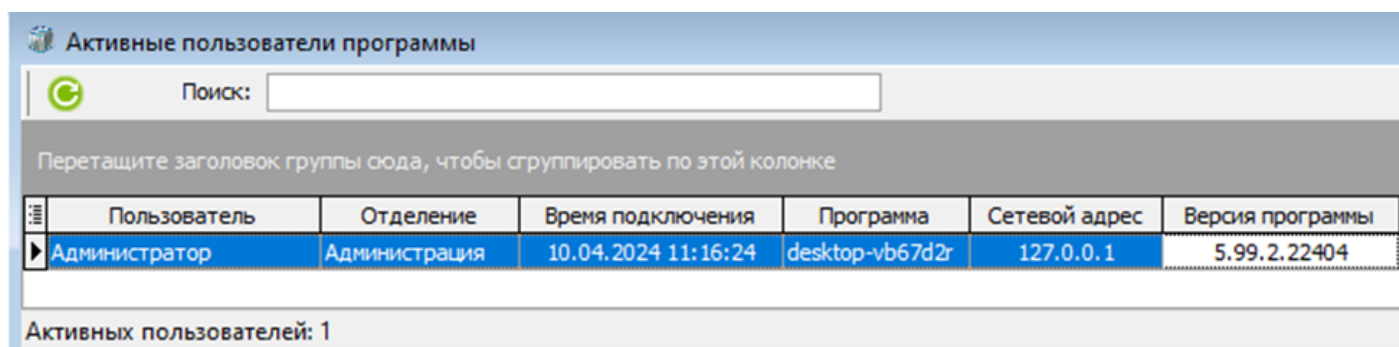 Активные пользователи программы
Поиск:
Перетащите заголовок группы сюда, чтобы сгруппировать по этой колонке
Пользователь Отделение Время подключения Программа Сетевой адрес Версия программы
Администратор Администрация 10.04.2024 11:16:24 desktop-vb67d2r 127.0.0.1 5.99.2.22404
Активных пользователей: 1